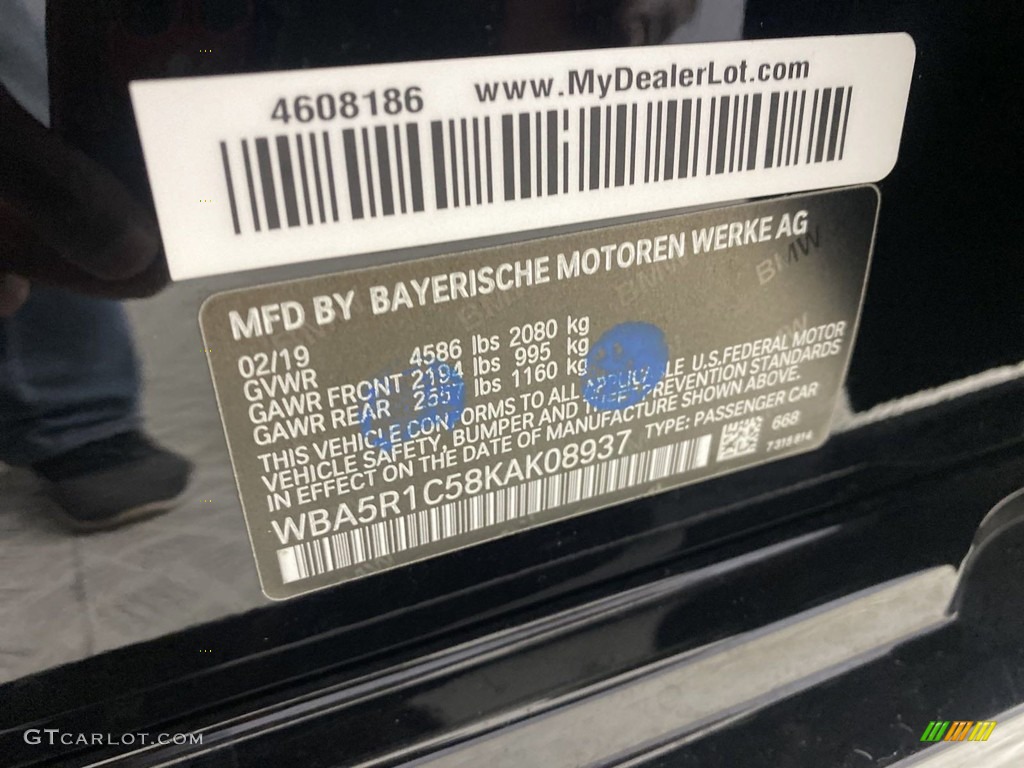 4608186 www.MyDealerLot.com
MFD BY BAYERISCHE MOTOREN WERKE AG
02/19
GVWR 4586 lbs 2080 kg
GAWR FRONT 2194 lbs 995 kg
GAWR REAR lbs 1160 kg
THIS VEHICLE CONFORMS TO ALL APPLICABLE U.S.FEDERAL MOTOR
VEHICLE SAFETY, BUMPER AND THEFT PREVENTION STANDARDS
IN EFFECT ON THE DATE OF MANUFACTURE SHOWN ABOVE.
WBA5R1C58KAK08937 TYPE: PASSENGER CAR
668
7315814
BMW
GTCARLOT.COM